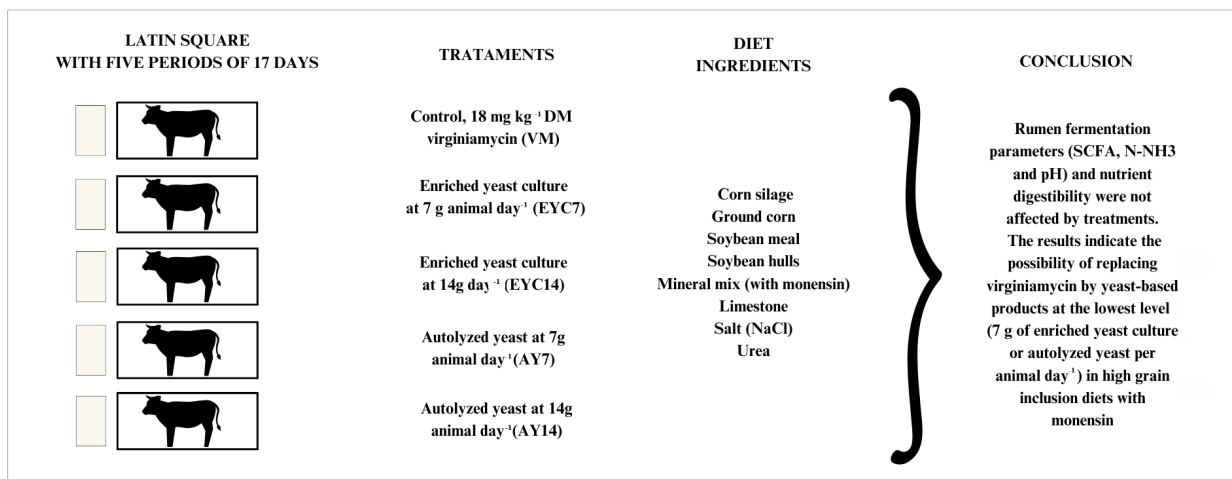 LATIN SQUARE
WITH FIVE PERIODS OF 17 DAYS
TRATAMENTS
Control, 18 mg kg⁻¹ DM
virginiamycin (VM)
Enriched yeast culture
at 7 g animal day⁻¹ (EYC7)
Enriched yeast culture
at 14g day⁻¹ (EYC14)
Autolyzed yeast at 7g
animal day⁻¹(AY7)
Autolyzed yeast at 14g
animal day⁻¹(AY14)
DIET
INGREDIENTS
Corn silage
Ground corn
Soybean meal
Soybean hulls
Mineral mix (with monensin)
Limestone
Salt (NaCl)
Urea
CONCLUSION
Rumen fermentation
parameters (SCFA, N-NH3
and pH) and nutrient
digestibility were not
affected by treatments.
The results indicate the
possibility of replacing
virginiamycin by yeast-based
products at the lowest level
(7 g of enriched yeast culture
or autolyzed yeast per
animal day⁻¹) in high grain
inclusion diets with
monensin